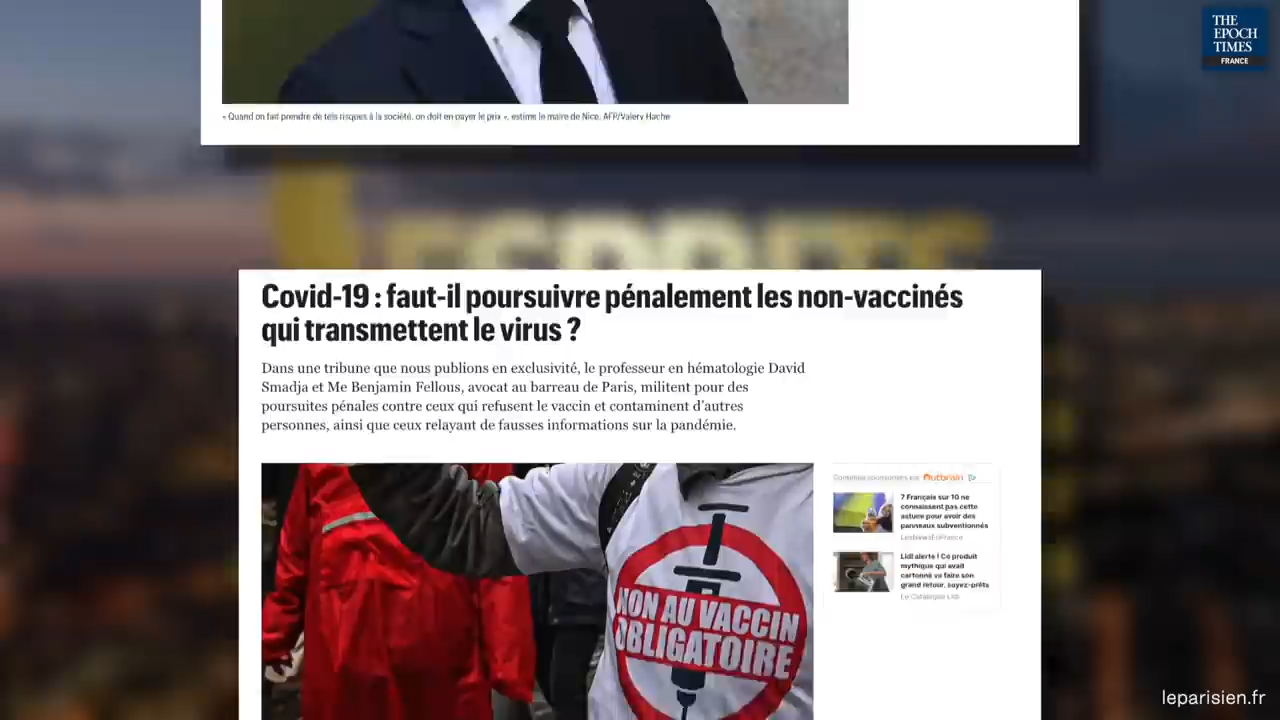 THE
EPOCH
TIMES
FRANCE
« Quand on fait prendre de tels risques à la société, on doit en payer le prix », estime le maire de Nice. AFP/Valery Hache
Covid-19 : faut-il poursuivre pénalement les non-vaccinés
qui transmettent le virus ?
Dans une tribune que nous publions en exclusivité, le professeur en hématologie David
Smadja et Me Benjamin Fellous, avocat au barreau de Paris, militent pour des
poursuites pénales contre ceux qui refusent le vaccin et contaminent d'autres
personnes, ainsi que ceux relayant de fausses informations sur la pandémie.
Outbrain
7 Français sur 10 ne
connaissent pas cette
astuce pour avoir des
panneaux subventionnés
LesNewsEnFrance
Lidl alerte ! Ce produit
mythique qui avait
cartonné va faire son
grand retour, soyez-prêts
Le Catalogue Lidl
NON AU VACCIN
OBLIGATOIRE
leparisien.fr